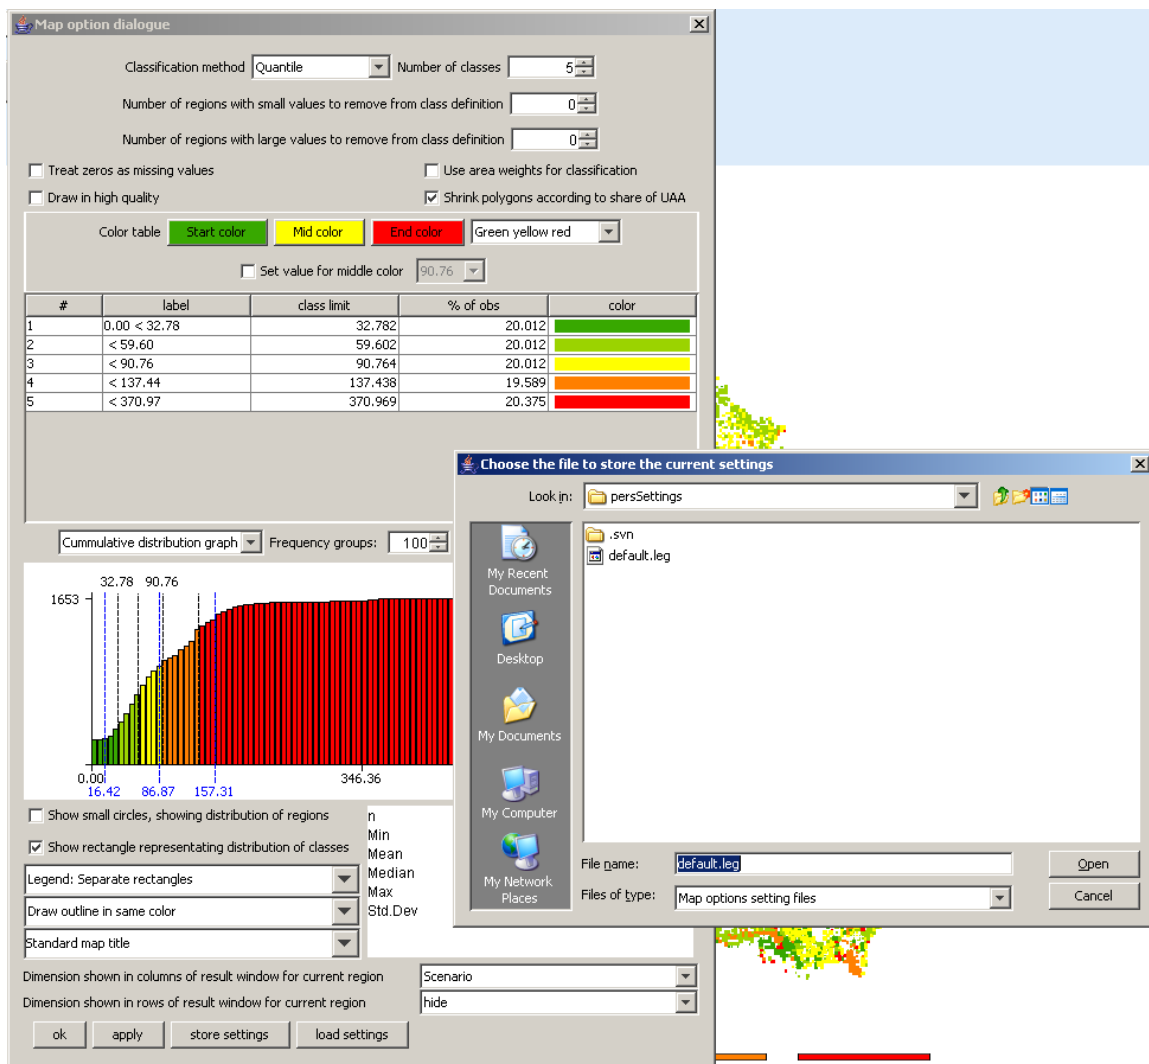 Map option dialogue
Classification method Quantile Number of classes 5
Number of regions with small values to remove from class definition 0
Number of regions with large values to remove from class definition 0
Treat zeros as missing values Use area weights for classification
Draw in high quality Shrink polygons according to share of UAA
Color table Start color Mid color End color Green yellow red
Set value for middle color 90.76
# label class limit % of obs color
1 0.00 < 32.78 32.782 20.012
2 < 59.60 59.602 20.012
3 < 90.76 90.764 20.012
4 < 137.44 137.438 19.589
5 < 370.97 370.969 20.375
Cummulative distribution graph Frequency groups: 100
32.78 90.76
1653
0.00 346.36
16.42 86.87 157.31
Show small circles, showing distribution of regions
Show rectangle representating distribution of classes
Legend: Separate rectangles
Draw outline in same color
Standard map title
n
Min
Mean
Median
Max
Std.Dev
Dimension shown in columns of result window for current region Scenario
Dimension shown in rows of result window for current region hide
ok apply store settings load settings
Choose the file to store the current settings
Look in: persSettings
My Recent
Documents
Desktop
My Documents
My Computer
My Network
Places
.svn
default.leg
File name: default.leg Open
Files of type: Map options setting files Cancel